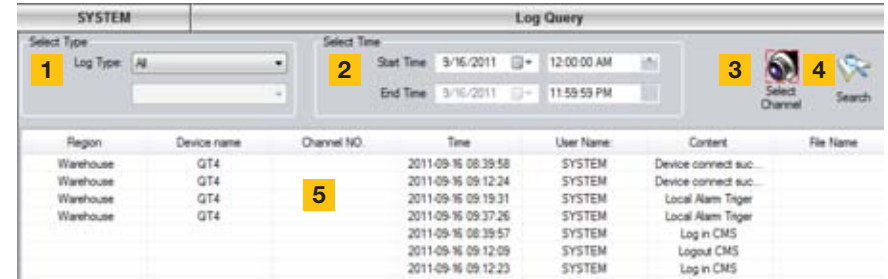 SYSTEM Log Query
Select Type Select Time
1 Log Type: All 2 Start Time 9/16/2011 12:00:00 AM 3 4
End Time 9/16/2011 11:59:59 PM Select Channel Search
Region Device name Channel NO. Time User Name: Content File Name
Warehouse QT4 2011-09-16 08:39:58 SYSTEM Device connect suc...
Warehouse QT4 2011-09-16 09:12:24 SYSTEM Device connect suc...
Warehouse QT4 5 2011-09-16 09:19:31 SYSTEM Local Alarm Triger
Warehouse QT4 2011-09-16 09:37:26 SYSTEM Local Alarm Triger
2011-09-16 08:39:57 SYSTEM Log in CMS
2011-09-16 09:12:09 SYSTEM Logout CMS
2011-09-16 09:12:23 SYSTEM Log in CMS